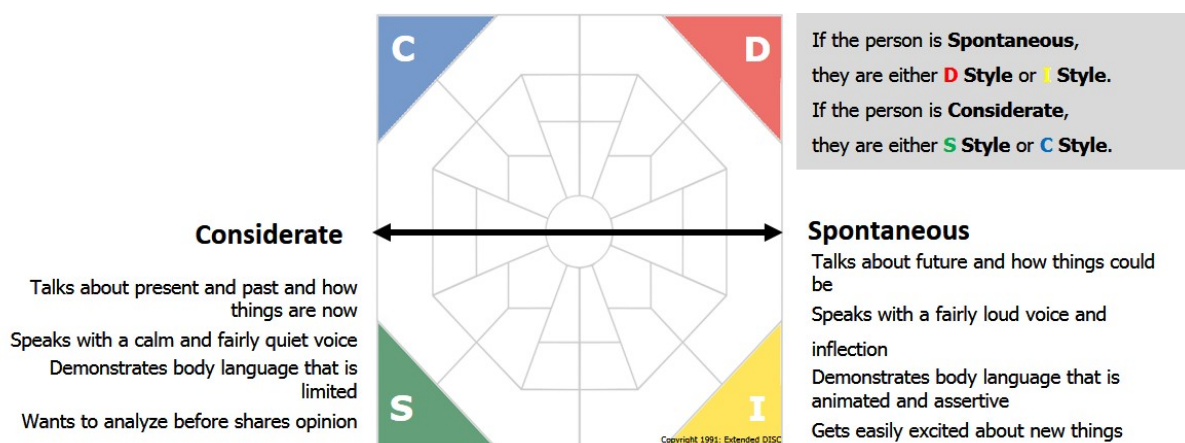 C
D
S
I
If the person is Spontaneous,
they are either D Style or I Style.
If the person is Considerate,
they are either S Style or C Style.
Considerate
Talks about present and past and how
things are now
Speaks with a calm and fairly quiet voice
Demonstrates body language that is
limited
Wants to analyze before shares opinion
Spontaneous
Talks about future and how things could
be
Speaks with a fairly loud voice and
inflection
Demonstrates body language that is
animated and assertive
Gets easily excited about new things
Copyright 1991: Extended DISC